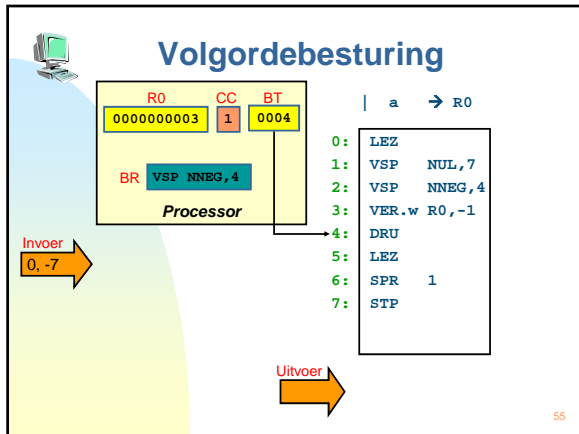 Volgordebesturing
R0 CC BT
0000000003 1 0004
BR VSP NNEG,4
Processor
Invoer
0, -7
| a → R0
0: LEZ
1: VSP NUL,7
2: VSP NNEG,4
3: VER.w R0,-1
4: DRU
5: LEZ
6: SPR 1
7: STP
Uitvoer
55